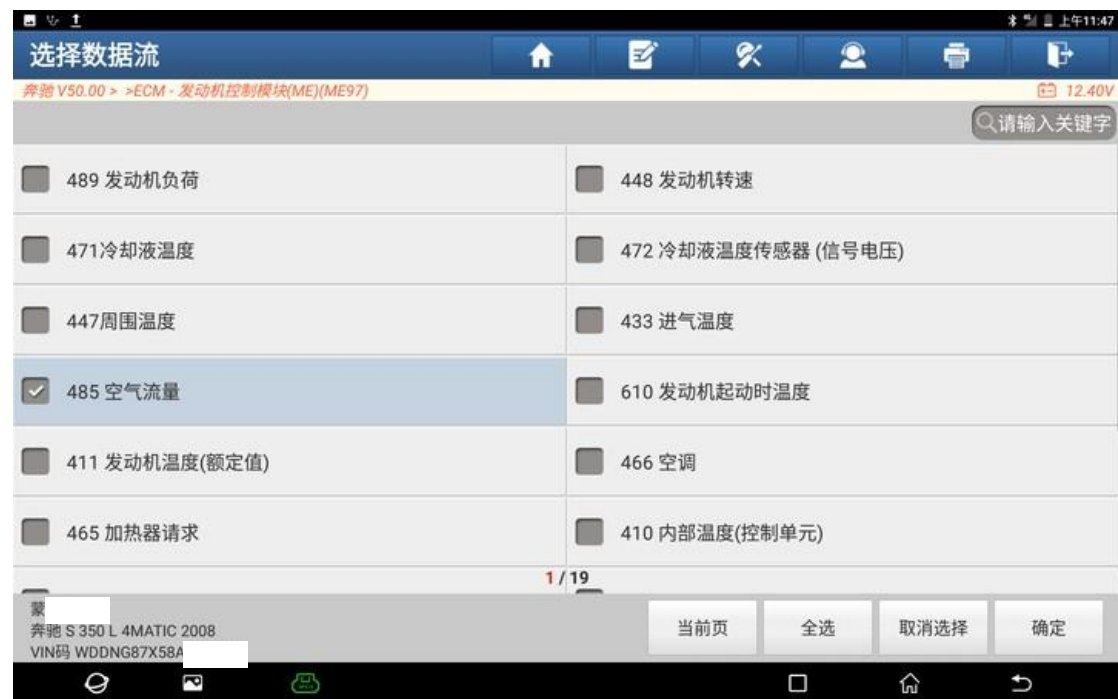 上午11:47
选择数据流
奔驰 V50.00 > >ECM - 发动机控制模块(ME)(ME97)
12.40V
请输入关键字
489 发动机负荷
448 发动机转速
471冷却液温度
472 冷却液温度传感器 (信号电压)
447周围温度
433 进气温度
485 空气流量
610 发动机起动时温度
411 发动机温度(额定值)
466 空调
465 加热器请求
410 内部温度(控制单元)
1 / 19
蒙
奔驰 S 350 L 4MATIC 2008
VIN码 WDDNG87X58A
当前页
全选
取消选择
确定